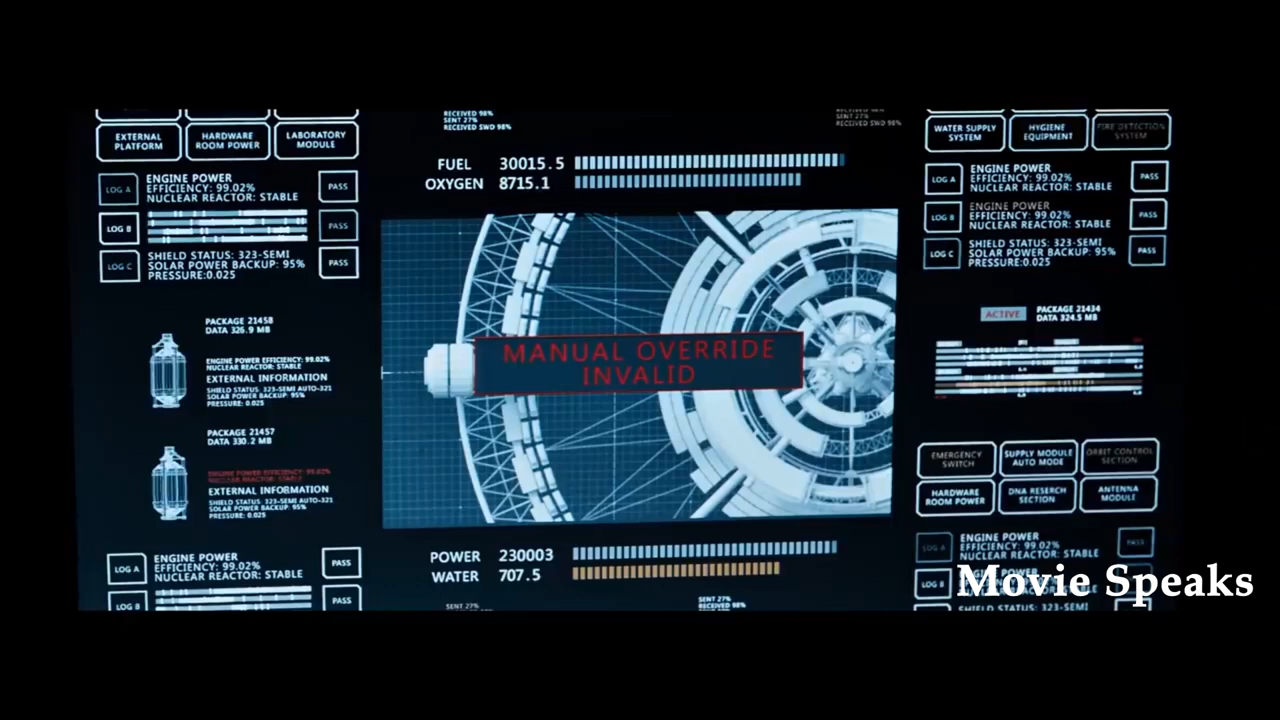 RECEIVED 98%
SENT 27%
RECEIVED SWD 98%
SENT 27%
RECEIVED SWD 98%
EXTERNAL PLATFORM
HARDWARE ROOM POWER
LABORATORY MODULE
WATER SUPPLY SYSTEM
HYGIENE EQUIPMENT
FIRE DETECTION SYSTEM
FUEL 30015.5
OXYGEN 8715.1
LOG A
ENGINE POWER
EFFICIENCY: 99.02%
NUCLEAR REACTOR: STABLE
PASS
LOG B
PASS
LOG C
SHIELD STATUS: 323-SEMI
SOLAR POWER BACKUP: 95%
PRESSURE:0.025
PASS
LOG A
ENGINE POWER
EFFICIENCY: 99.02%
NUCLEAR REACTOR: STABLE
PASS
LOG B
ENGINE POWER
EFFICIENCY: 99.02%
NUCLEAR REACTOR: STABLE
PASS
LOG C
SHIELD STATUS: 323-SEMI
SOLAR POWER BACKUP: 95%
PRESSURE:0.025
PASS
PACKAGE 21458
DATA 326.9 MB
ENGINE POWER EFFICIENCY: 99.02%
NUCLEAR REACTOR: STABLE
EXTERNAL INFORMATION
SHIELD STATUS: 323-SEMI AUTO-321
SOLAR POWER BACKUP: 95%
PRESSURE: 0.025
PACKAGE 21457
DATA 330.2 MB
ENGINE POWER EFFICIENCY: 99.02%
NUCLEAR REACTOR: STABLE
EXTERNAL INFORMATION
SHIELD STATUS: 323-SEMI AUTO-321
SOLAR POWER BACKUP: 95%
PRESSURE: 0.025
MANUAL OVERRIDE
INVALID
ACTIVE
PACKAGE 21434
DATA 324.5 MB
EMERGENCY SWITCH
SUPPLY MODULE AUTO MODE
ORBIT CONTROL SECTION
HARDWARE ROOM POWER
DNA RESERCH SECTION
ANTENNA MODULE
POWER 230003
WATER 707.5
LOG A
ENGINE POWER
EFFICIENCY: 99.02%
NUCLEAR REACTOR: STABLE
PASS
LOG B
PASS
SENT 27%
SENT 27%
RECEIVED 98%
LOG A
ENGINE POWER
EFFICIENCY: 99.02%
NUCLEAR REACTOR: STABLE
PASS
LOG B
SHIELD STATUS: 323-SEMI
Movie Speaks